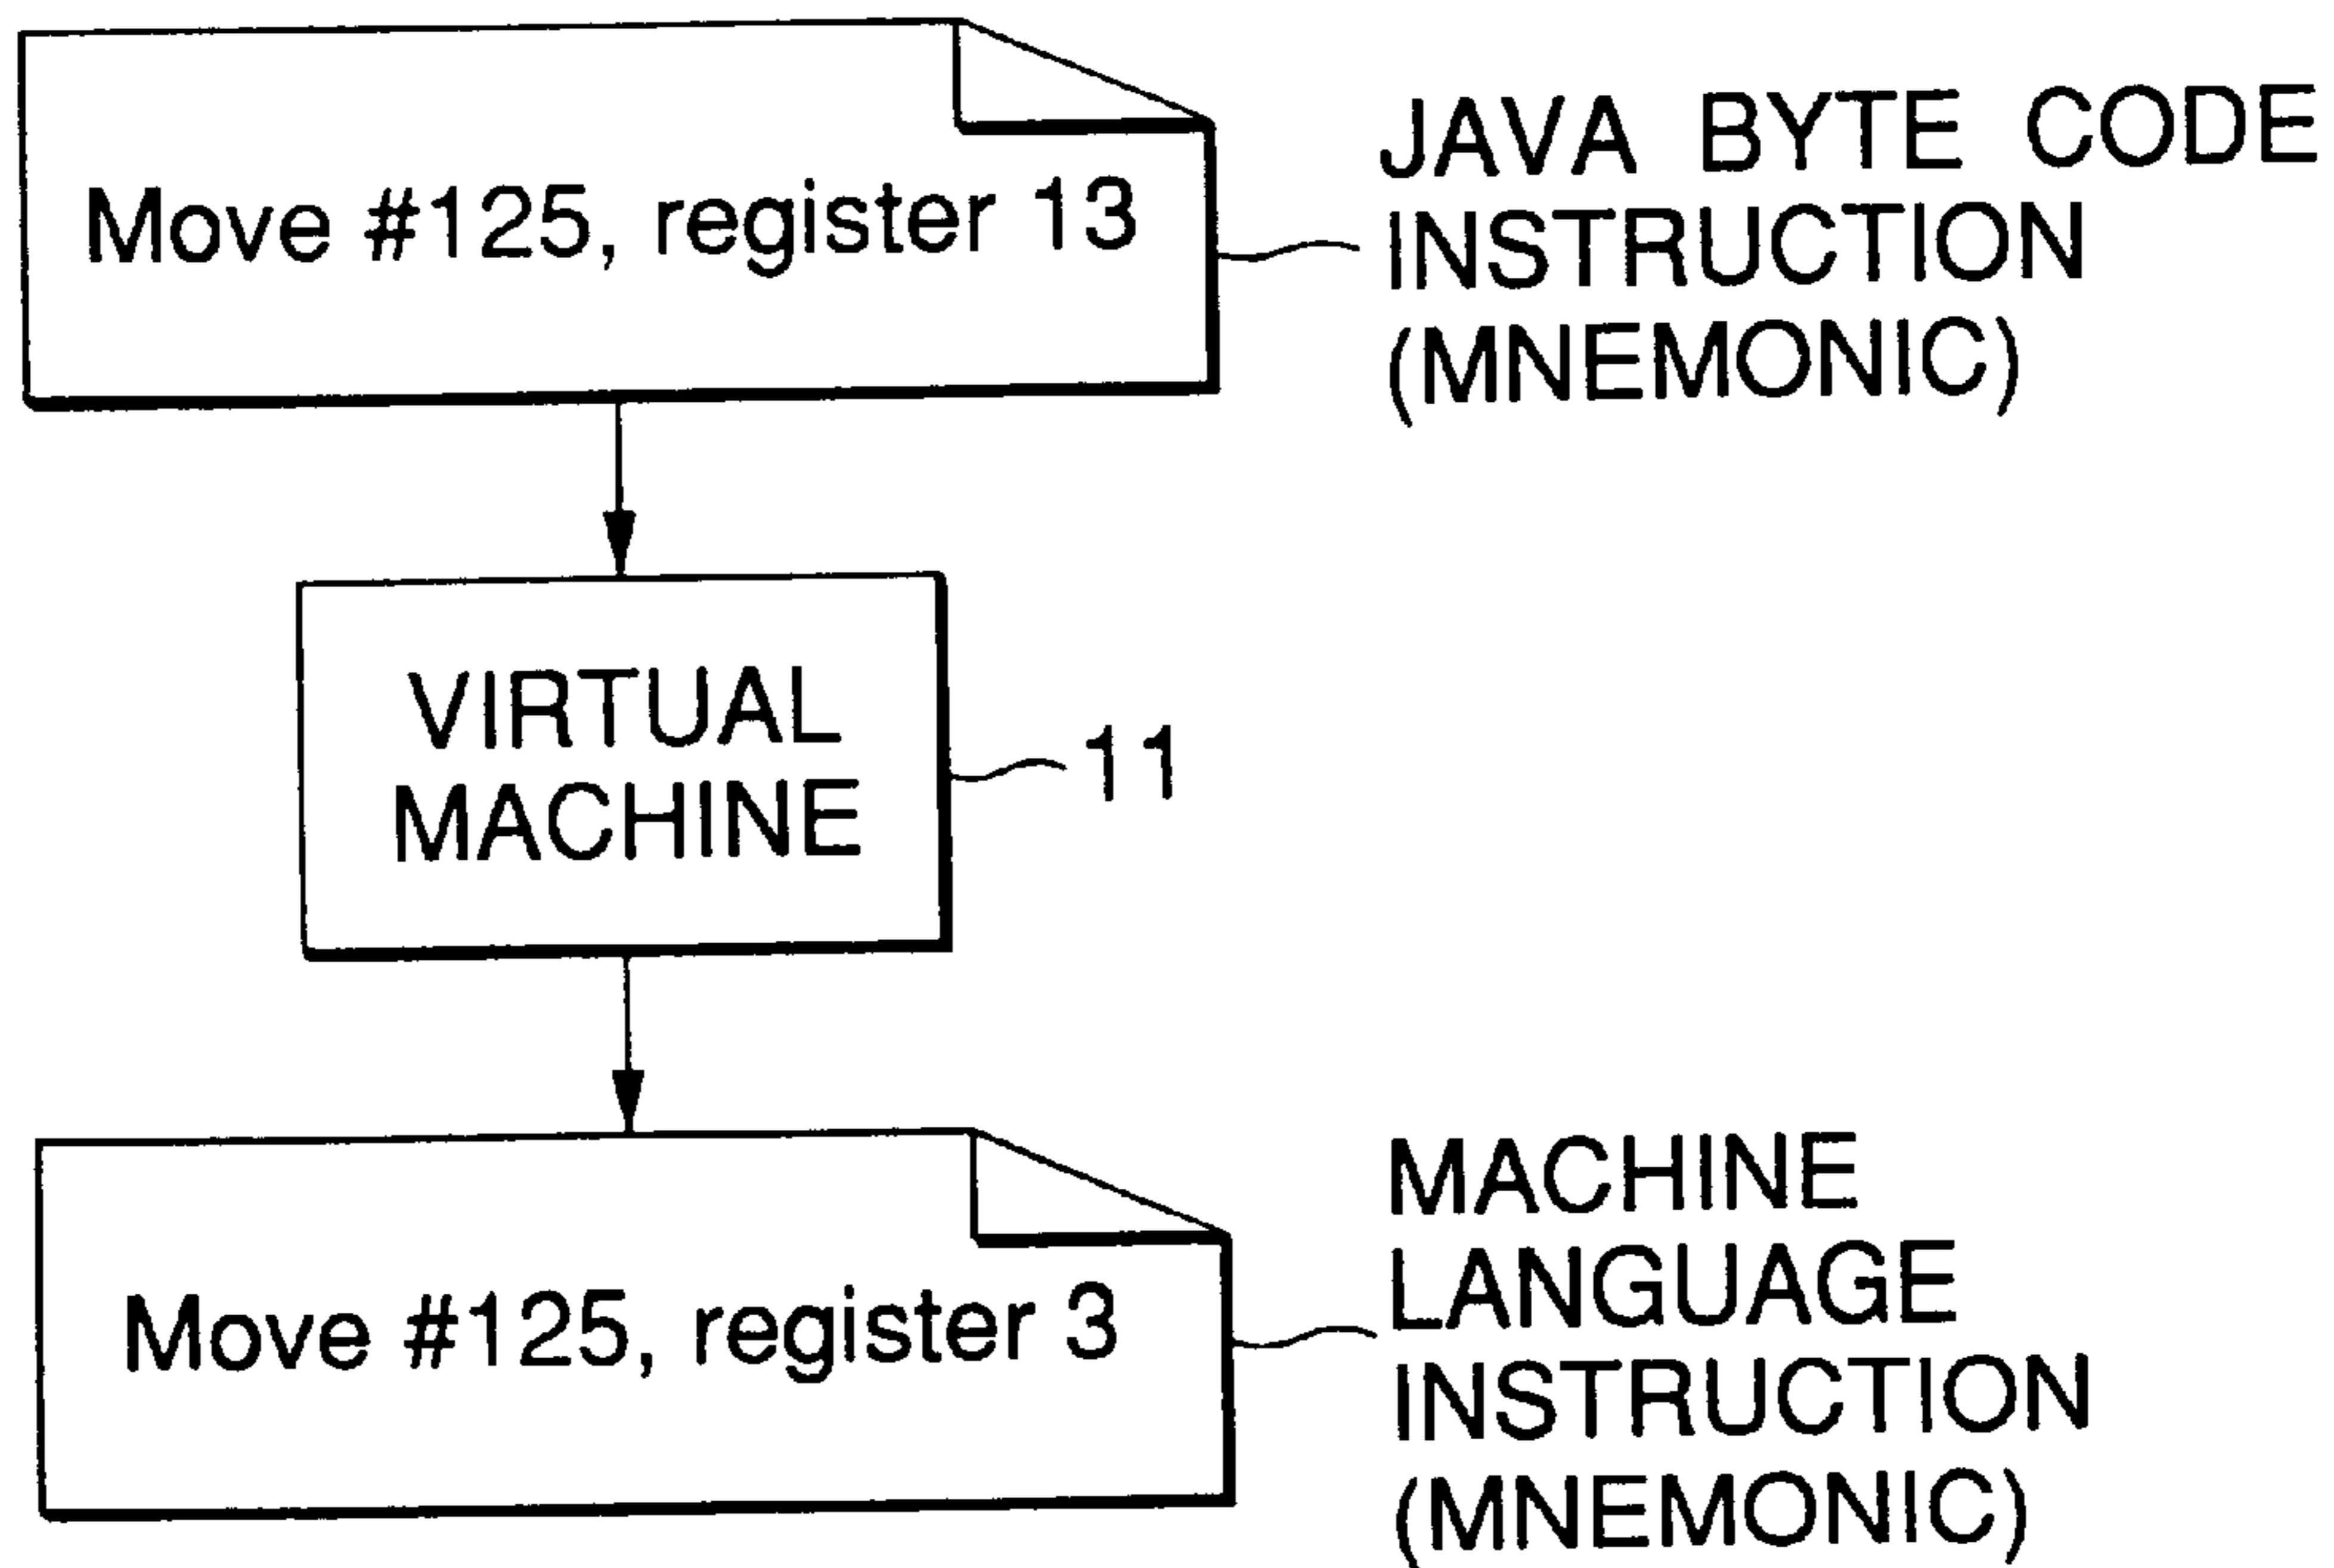 Move #125, register 13
JAVA BYTE CODE
INSTRUCTION
(MNEMONIC)
VIRTUAL
MACHINE
11
Move #125, register 3
MACHINE
LANGUAGE
INSTRUCTION
(MNEMONIC)